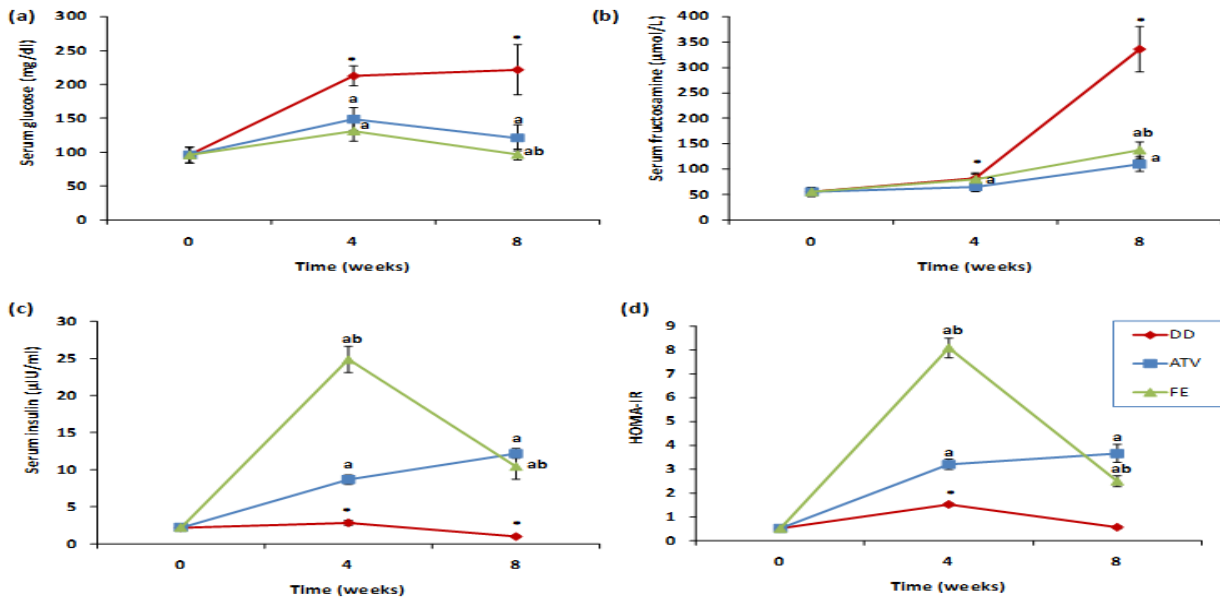 (a)
Serum glucose (mg/dl)
300
250
200
150
100
50
0
•
•
a
a
a
ab
0 4 8
Time (weeks)
(b)
Serum fructosamine (µmol/L)
400
350
300
250
200
150
100
50
0
•
•
a
ab
a
0 4 8
Time (weeks)
(c)
Serum insulin (µIU/ml)
30
25
20
15
10
5
0
ab
a
•
a
ab
•
0 4 8
Time (weeks)
(d)
HOMA-IR
9
8
7
6
5
4
3
2
1
0
ab
a
•
a
ab
0 4 8
Time (weeks)
DD
ATV
FE